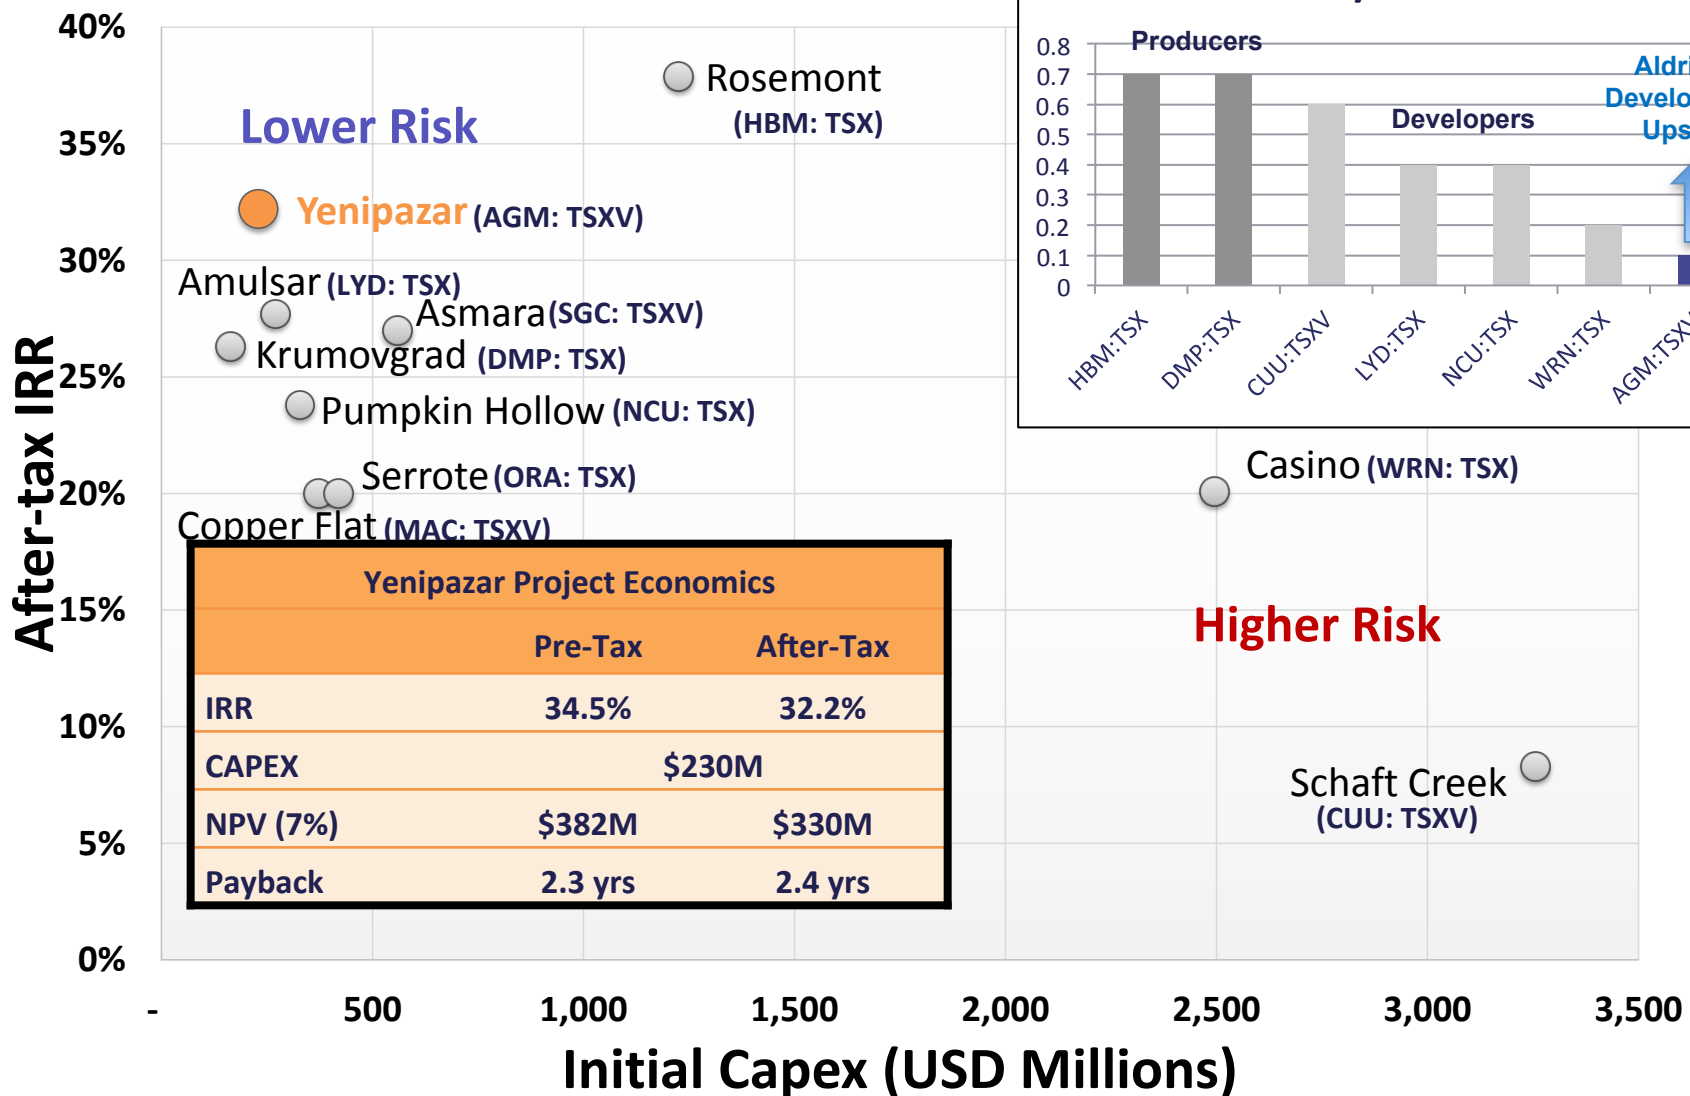 40%
35%
30%
25%
20%
15%
10%
5%
0%
After-tax IRR
-
500
1,000
1,500
2,000
2,500
3,000
3,500
Initial Capex (USD Millions)
Lower Risk
Higher Risk
Rosemont
(HBM: TSX)
Yenipazar (AGM: TSXV)
Amulsar (LYD: TSX)
Asmara (SGC: TSXV)
Krumovgrad (DMP: TSX)
Pumpkin Hollow (NCU: TSX)
Serrote (ORA: TSX)
Copper Flat (MAC: TSXV)
Casino (WRN: TSX)
Schaft Creek
(CUU: TSXV)
Yenipazar Project Economics
Pre-Tax After-Tax
IRR 34.5% 32.2%
CAPEX $230M
NPV (7%) $382M $330M
Payback 2.3 yrs 2.4 yrs
0.8
0.7
0.6
0.5
0.4
0.3
0.2
0.1
0
Producers
Developers
HBM:TSX
DMP:TSX
CUU:TSXV
LYD:TSX
NCU:TSX
WRN:TSX
AGM:TSXV